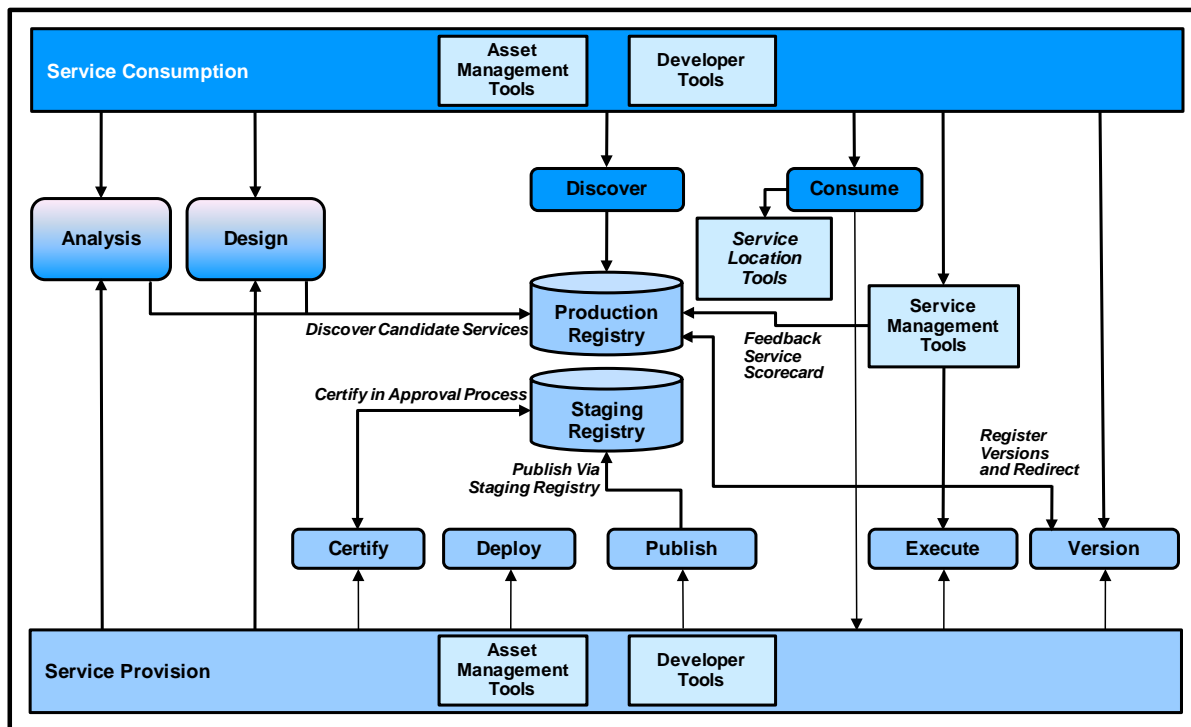 Service Consumption
Asset
Management
Tools
Developer
Tools
Discover
Consume
Analysis
Design
Service
Location
Tools
Production
Registry
Discover Candidate Services
Service
Management
Tools
Feedback
Service
Scorecard
Certify in Approval Process
Staging
Registry
Publish Via
Staging Registry
Register
Versions
and Redirect
Certify
Deploy
Publish
Execute
Version
Service Provision
Asset
Management
Tools
Developer
Tools